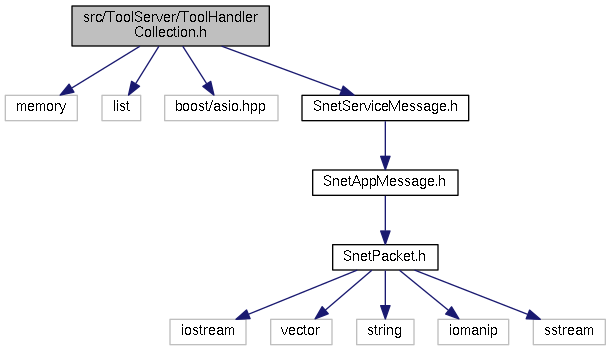 src/ToolServer/ToolHandler
Collection.h
memory
list
boost/asio.hpp
SnetServiceMessage.h
SnetAppMessage.h
SnetPacket.h
iostream
vector
string
iomanip
sstream